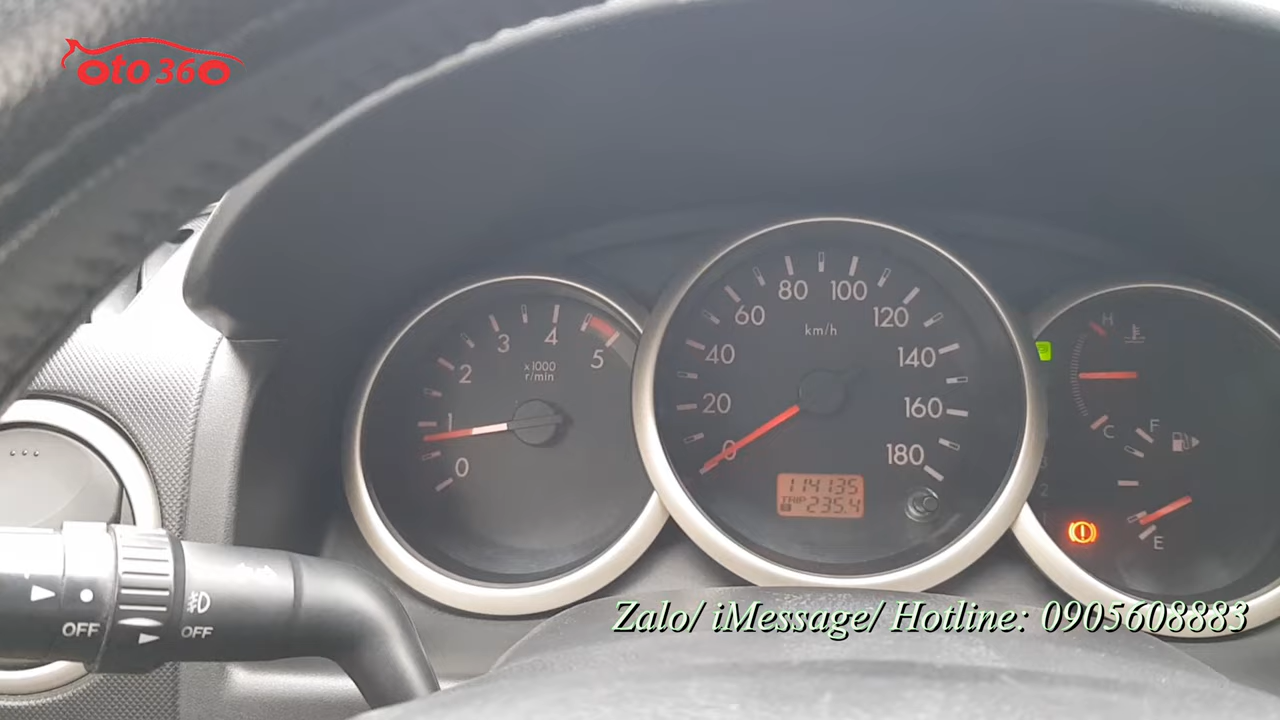 oto360
0 1 2 3 4 5
x1000
r/min
0 20 40 60 80 100 120 140 160 180
km/h
114135
TRIP B 235.4
H
C
F
E
OFF
OFF
Zalo/ iMessage/ Hotline: 0905608883